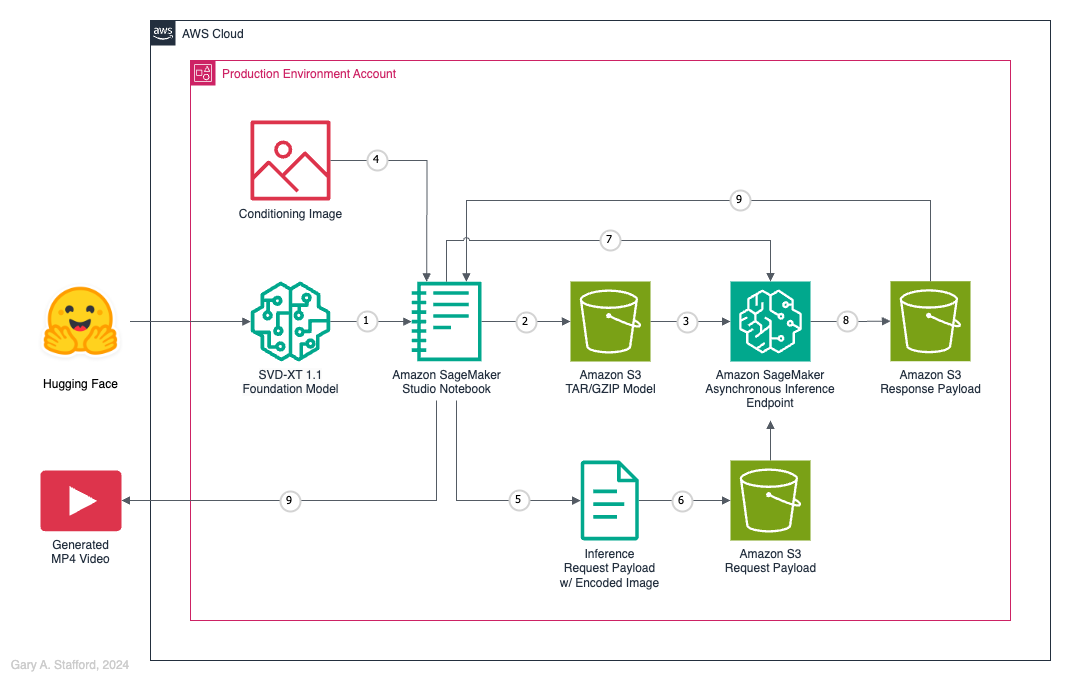 aws
AWS Cloud
Production Environment Account
4
Conditioning Image
9
7
Hugging Face
1
2
3
8
SVD-XT 1.1
Foundation Model
Amazon SageMaker
Studio Notebook
Amazon S3
TAR/GZIP Model
Amazon SageMaker
Asynchronous Inference
Endpoint
Amazon S3
Response Payload
9
5
6
Generated
MP4 Video
Inference
Request Payload
w/ Encoded Image
Amazon S3
Request Payload
Gary A. Stafford, 2024